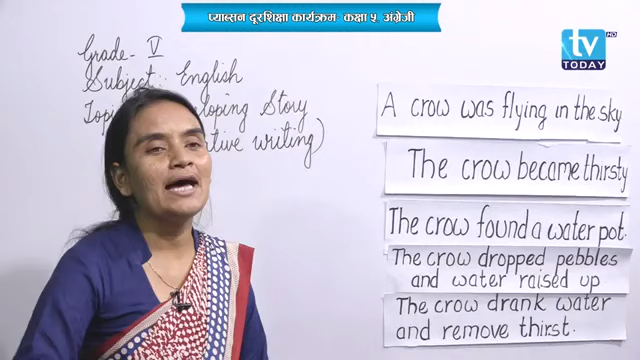 प्याब्सन दूरशिक्षा कार्यक्रमः कक्षा ५, अंग्रेजी
tv HD
TODAY
Grade- V
Subject:- English
Story
writing)
A crow was flying in the sky
The crow became thirsty
The crow found a water pot.
The crow dropped pebbles
and water raised up
The crow drank water
and remove thirst.